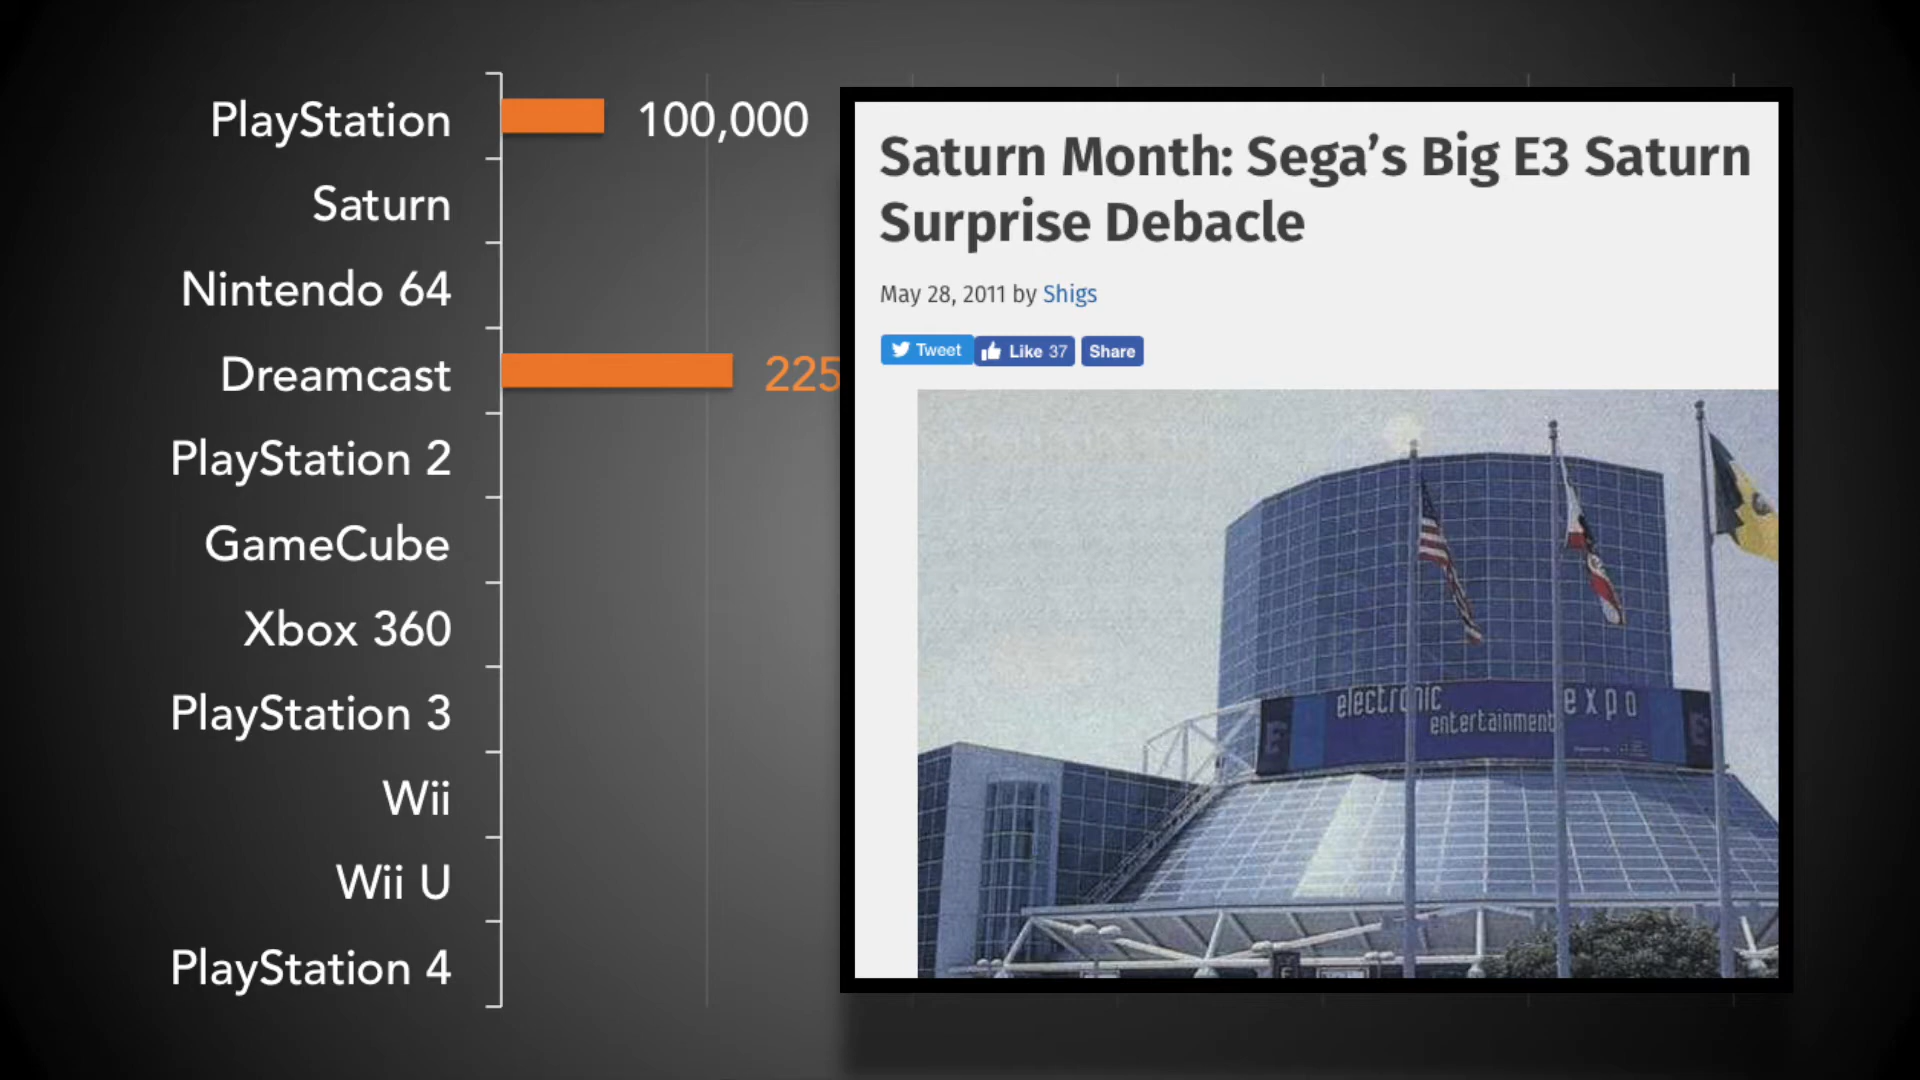 PlayStation
100,000
Saturn
Nintendo 64
Dreamcast
225
PlayStation 2
GameCube
Xbox 360
PlayStation 3
Wii
Wii U
PlayStation 4
Saturn Month: Sega’s Big E3 Saturn
Surprise Debacle
May 28, 2011 by Shigs
Tweet
Like 37
Share
electronic
entertainment
expo